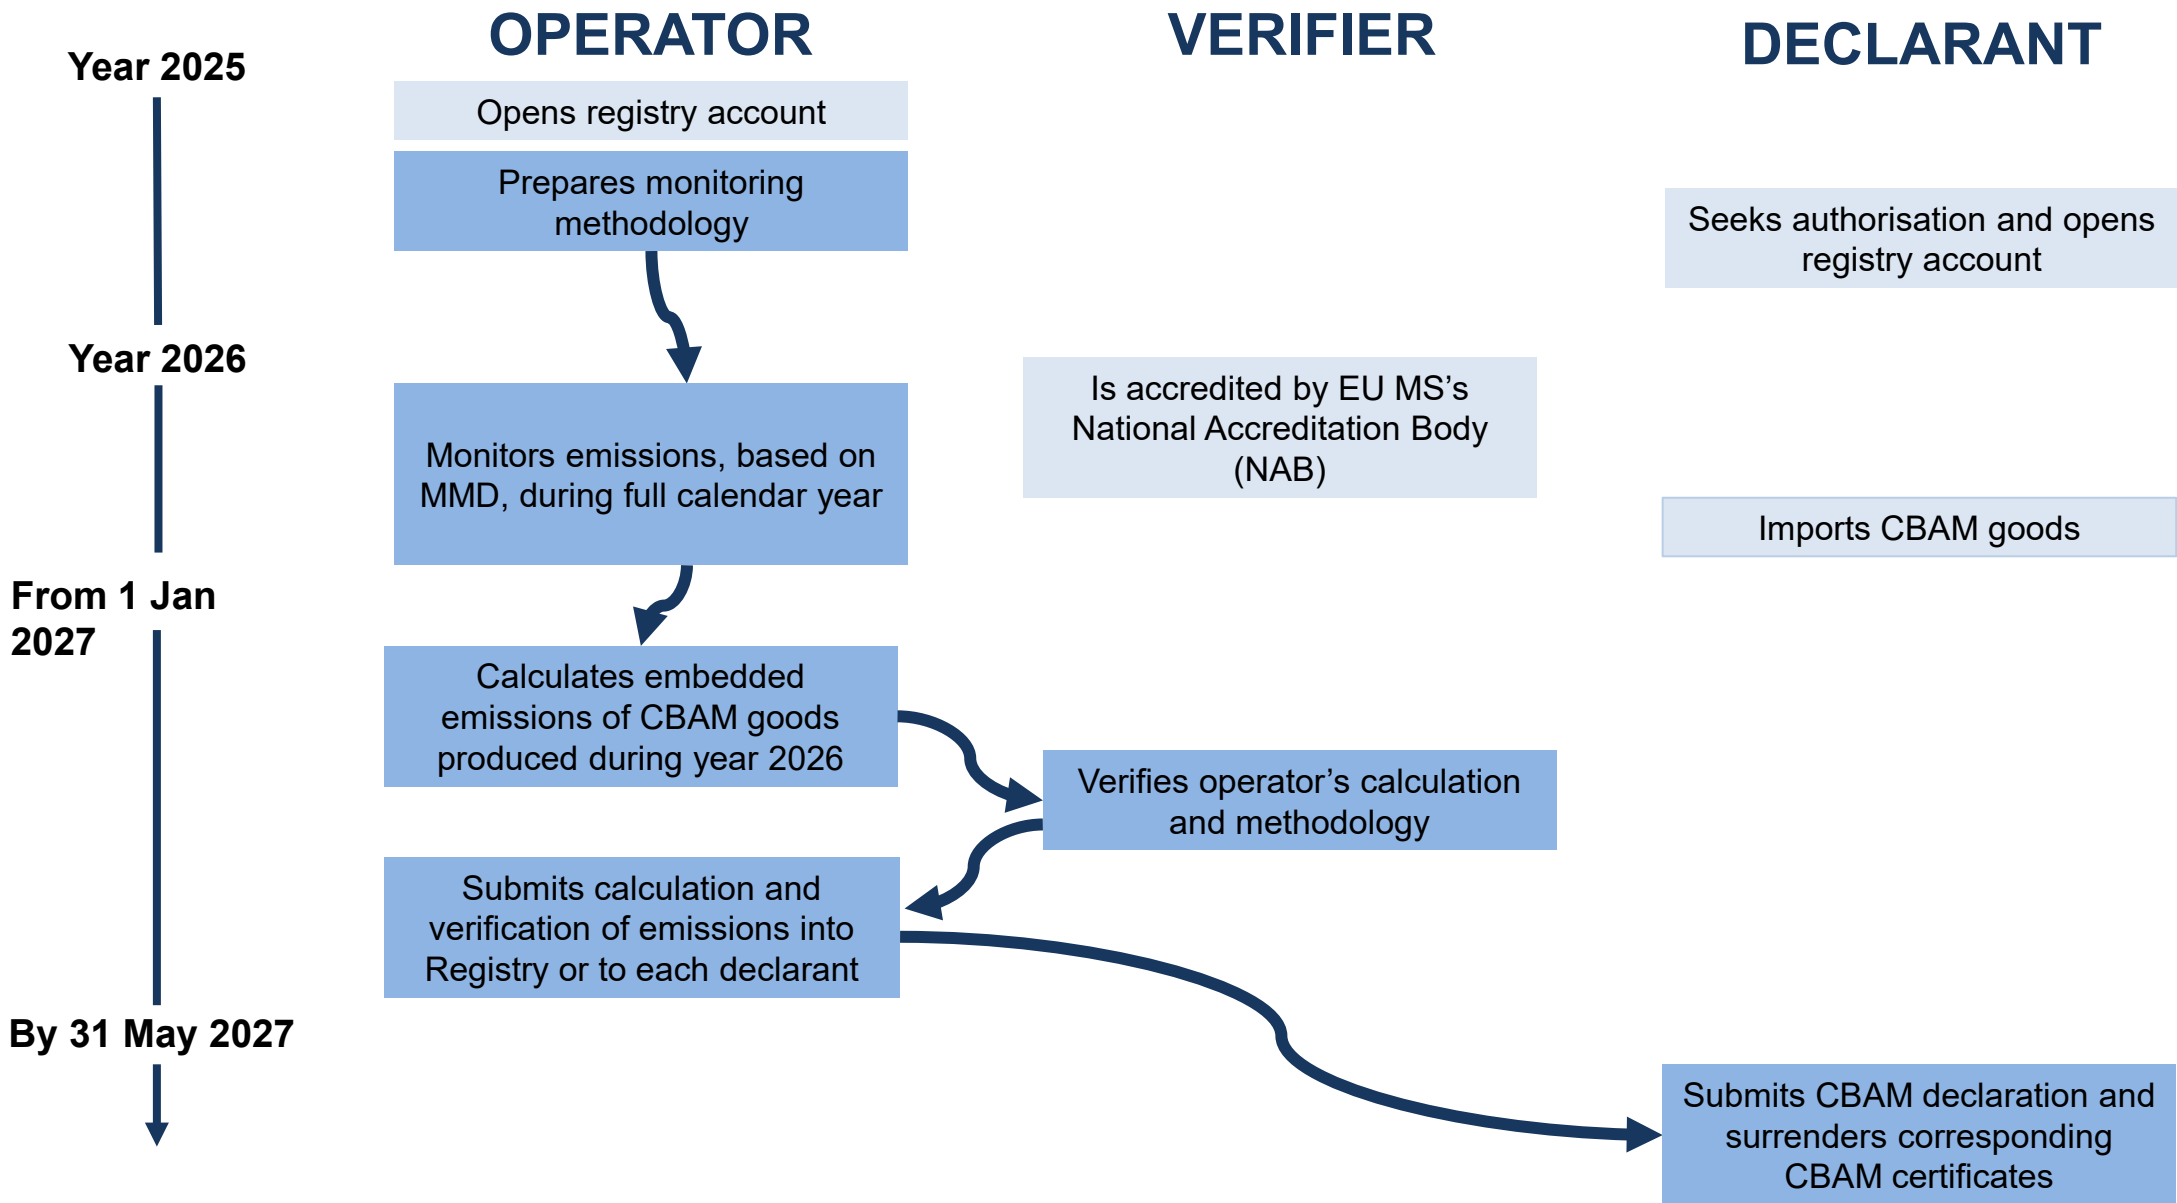 OPERATOR
VERIFIER
DECLARANT
Year 2025
Opens registry account
Prepares monitoring
methodology
Seeks authorisation and opens
registry account
Year 2026
Is accredited by EU MS’s
National Accreditation Body
(NAB)
Monitors emissions, based on
MMD, during full calendar year
Imports CBAM goods
From 1 Jan
2027
Calculates embedded
emissions of CBAM goods
produced during year 2026
Verifies operator’s calculation
and methodology
Submits calculation and
verification of emissions into
Registry or to each declarant
By 31 May 2027
Submits CBAM declaration and
surrenders corresponding
CBAM certificates